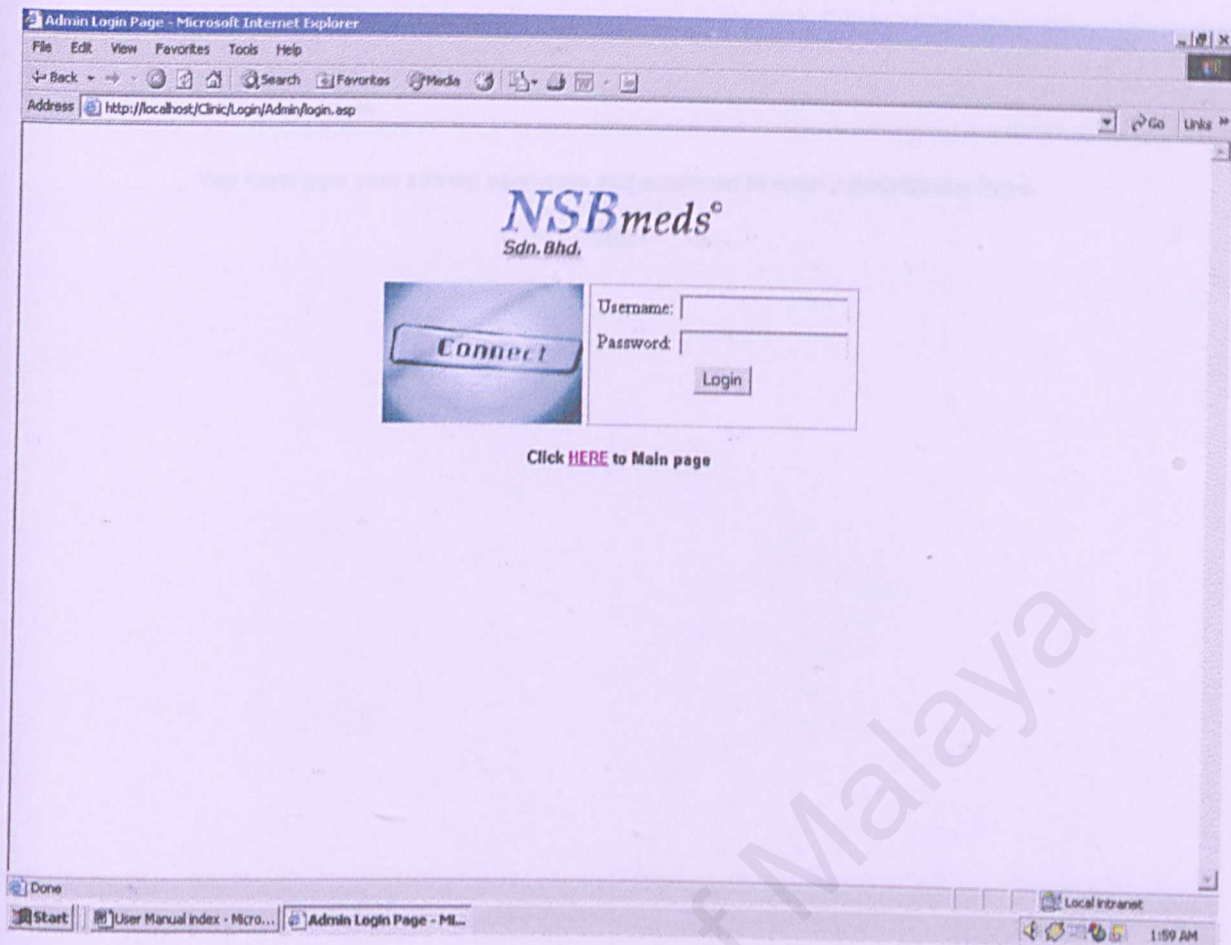 Admin Login Page - Microsoft Internet Explorer
File Edit View Favorites Tools Help
Back Search Favorites Media
Address http://localhost/Clinic/Login/Admin/login.asp Go Links »
NSBmeds©
Sdn. Bhd.
Connect
Username:
Password:
Login
Click HERE to Main page
f Malaya
Done Local intranet
Start User Manual index - Micro... Admin Login Page - Mi... 1:59 AM